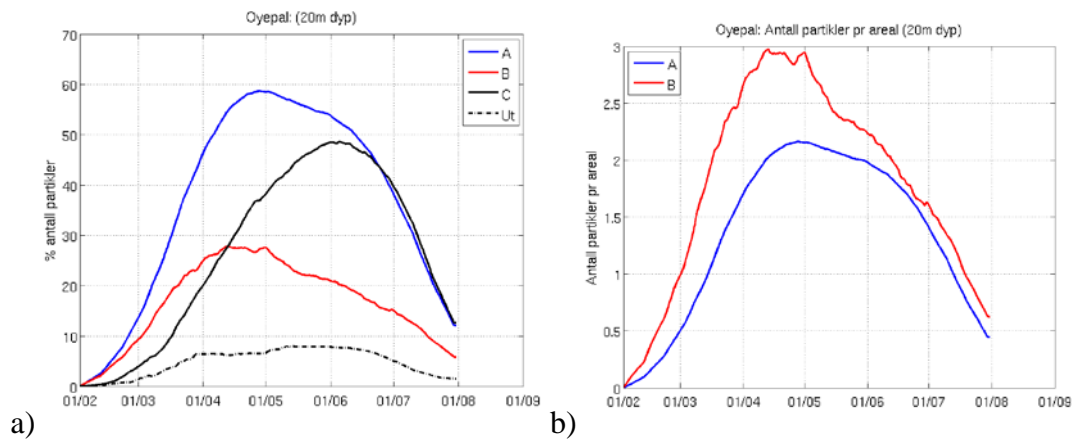 Oyepal: (20m dyp)
70
60
50
40
30
20
10
0
% antall partikler
A
B
C
Ut
01/02 01/03 01/04 01/05 01/06 01/07 01/08 01/09
a)
Oyepal: Antall partikler pr areal (20m dyp)
3
2.5
2
1.5
1
0.5
0
Antall partikler pr areal
A
B
01/02 01/03 01/04 01/05 01/06 01/07 01/08 01/09
b)